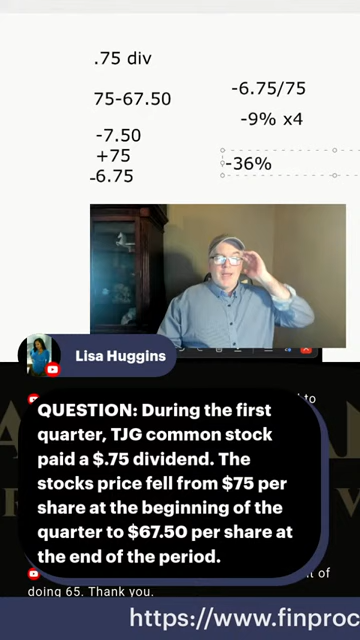 .75 div
75-67.50
-7.50
+75
-6.75
-6.75/75
-9% x4
-36%
Lisa Huggins
to
QUESTION: During the first
quarter, TJG common stock
paid a $.75 dividend. The
stocks price fell from $75 per
share at the beginning of the
quarter to $67.50 per share at
the end of the period.
of
doing 65. Thank you.
https://www.finproc